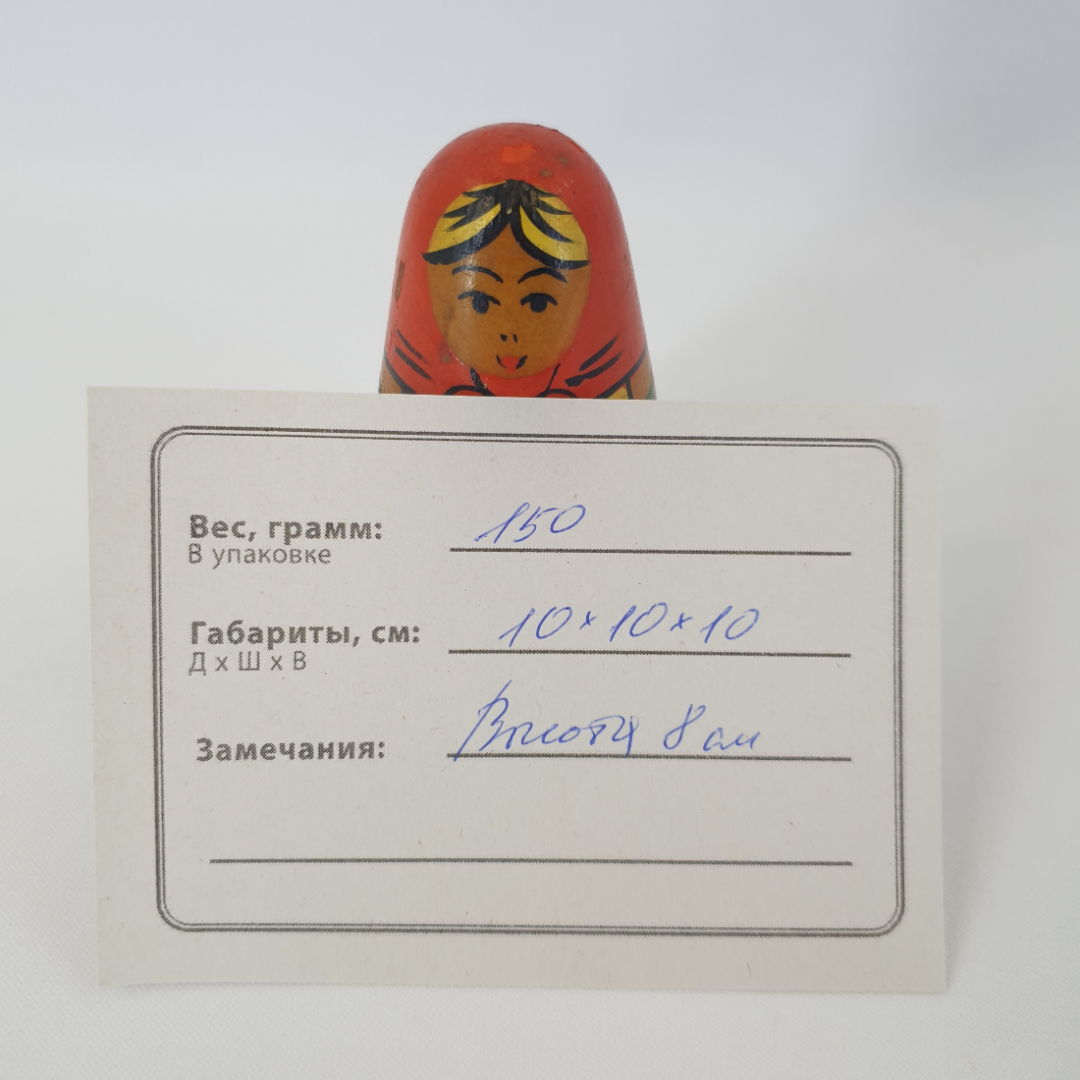 Вес, грамм: 150
В упаковке
Габариты, см: 10×10×10
Д х Ш х В
Замечания: Высота 8 см